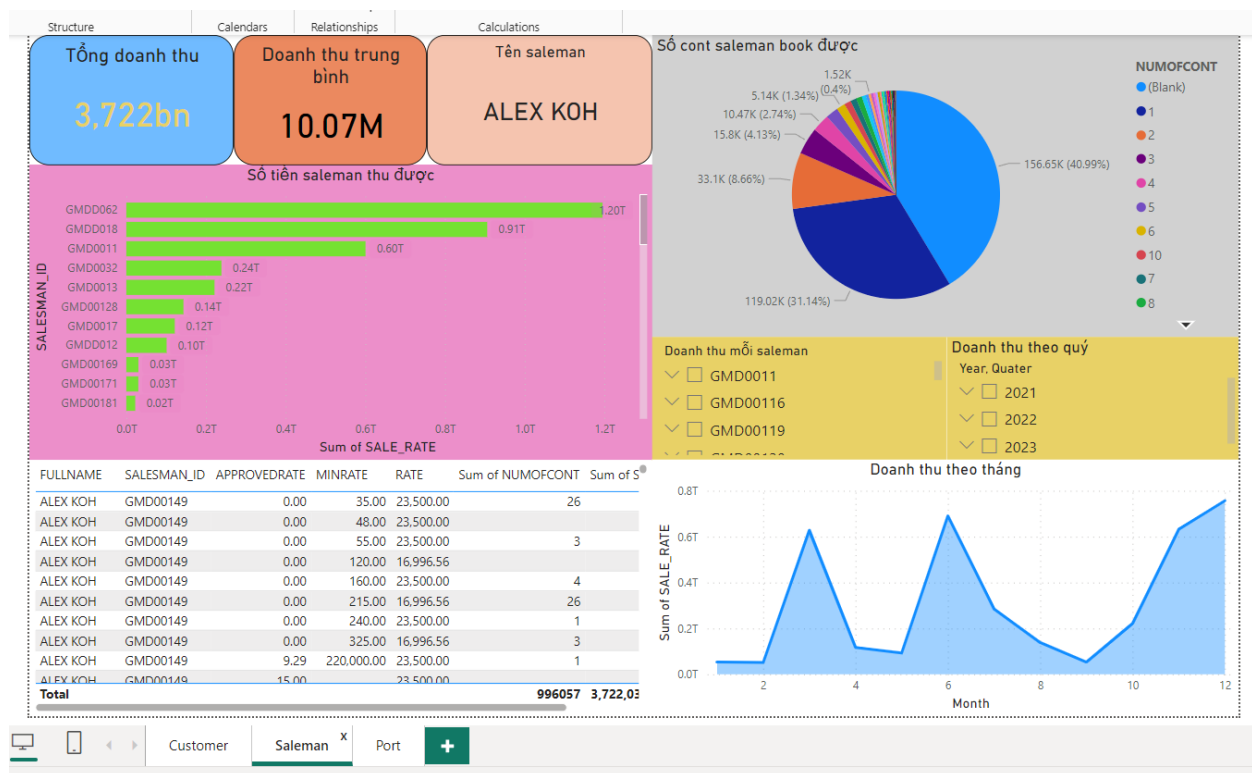 Structure
Calendars
Relationships
Calculations
Tổng doanh thu
3,722bn
Doanh thu trung
bình
10.07M
Tên saleman
ALEX KOH
Số cont saleman book được
1.52K
(0.4%)
5.14K (1.34%)
10.47K (2.74%)
15.8K (4.13%)
33.1K (8.66%)
119.02K (31.14%)
156.65K (40.99%)
NUMOFCONT
(Blank)
1
2
3
4
5
6
10
7
8
Số tiền saleman thu được
SALESMAN_ID
GMDD062 1.20T
GMDD018 0.91T
GMD0011 0.60T
GMD0032 0.24T
GMD0013 0.22T
GMD00128 0.14T
GMD0017 0.12T
GMDD012 0.10T
GMD00169 0.03T
GMD00171 0.03T
GMD00181 0.02T
0.0T 0.2T 0.4T 0.6T 0.8T 1.0T 1.2T
Sum of SALE_RATE
Doanh thu mỗi saleman
GMD0011
GMD00116
GMD00119
Doanh thu theo quý
Year, Quater
2021
2022
2023
FULLNAME SALESMAN_ID APPROVEDRATE MINRATE RATE Sum of NUMOFCONT Sum of S
ALEX KOH GMD00149 0.00 35.00 23,500.00 26
ALEX KOH GMD00149 0.00 48.00 23,500.00
ALEX KOH GMD00149 0.00 55.00 23,500.00 3
ALEX KOH GMD00149 0.00 120.00 16,996.56
ALEX KOH GMD00149 0.00 160.00 23,500.00 4
ALEX KOH GMD00149 0.00 215.00 16,996.56 26
ALEX KOH GMD00149 0.00 240.00 23,500.00 1
ALEX KOH GMD00149 0.00 325.00 16,996.56 3
ALEX KOH GMD00149 9.29 220,000.00 23,500.00 1
ALEX KOH GMD00149 15.00 23,500.00
Total 996057 3,722,03
Doanh thu theo tháng
Sum of SALE_RATE
0.8T
0.6T
0.4T
0.2T
0.0T
2 4 6 8 10 12
Month
Customer
Saleman x
Port
+